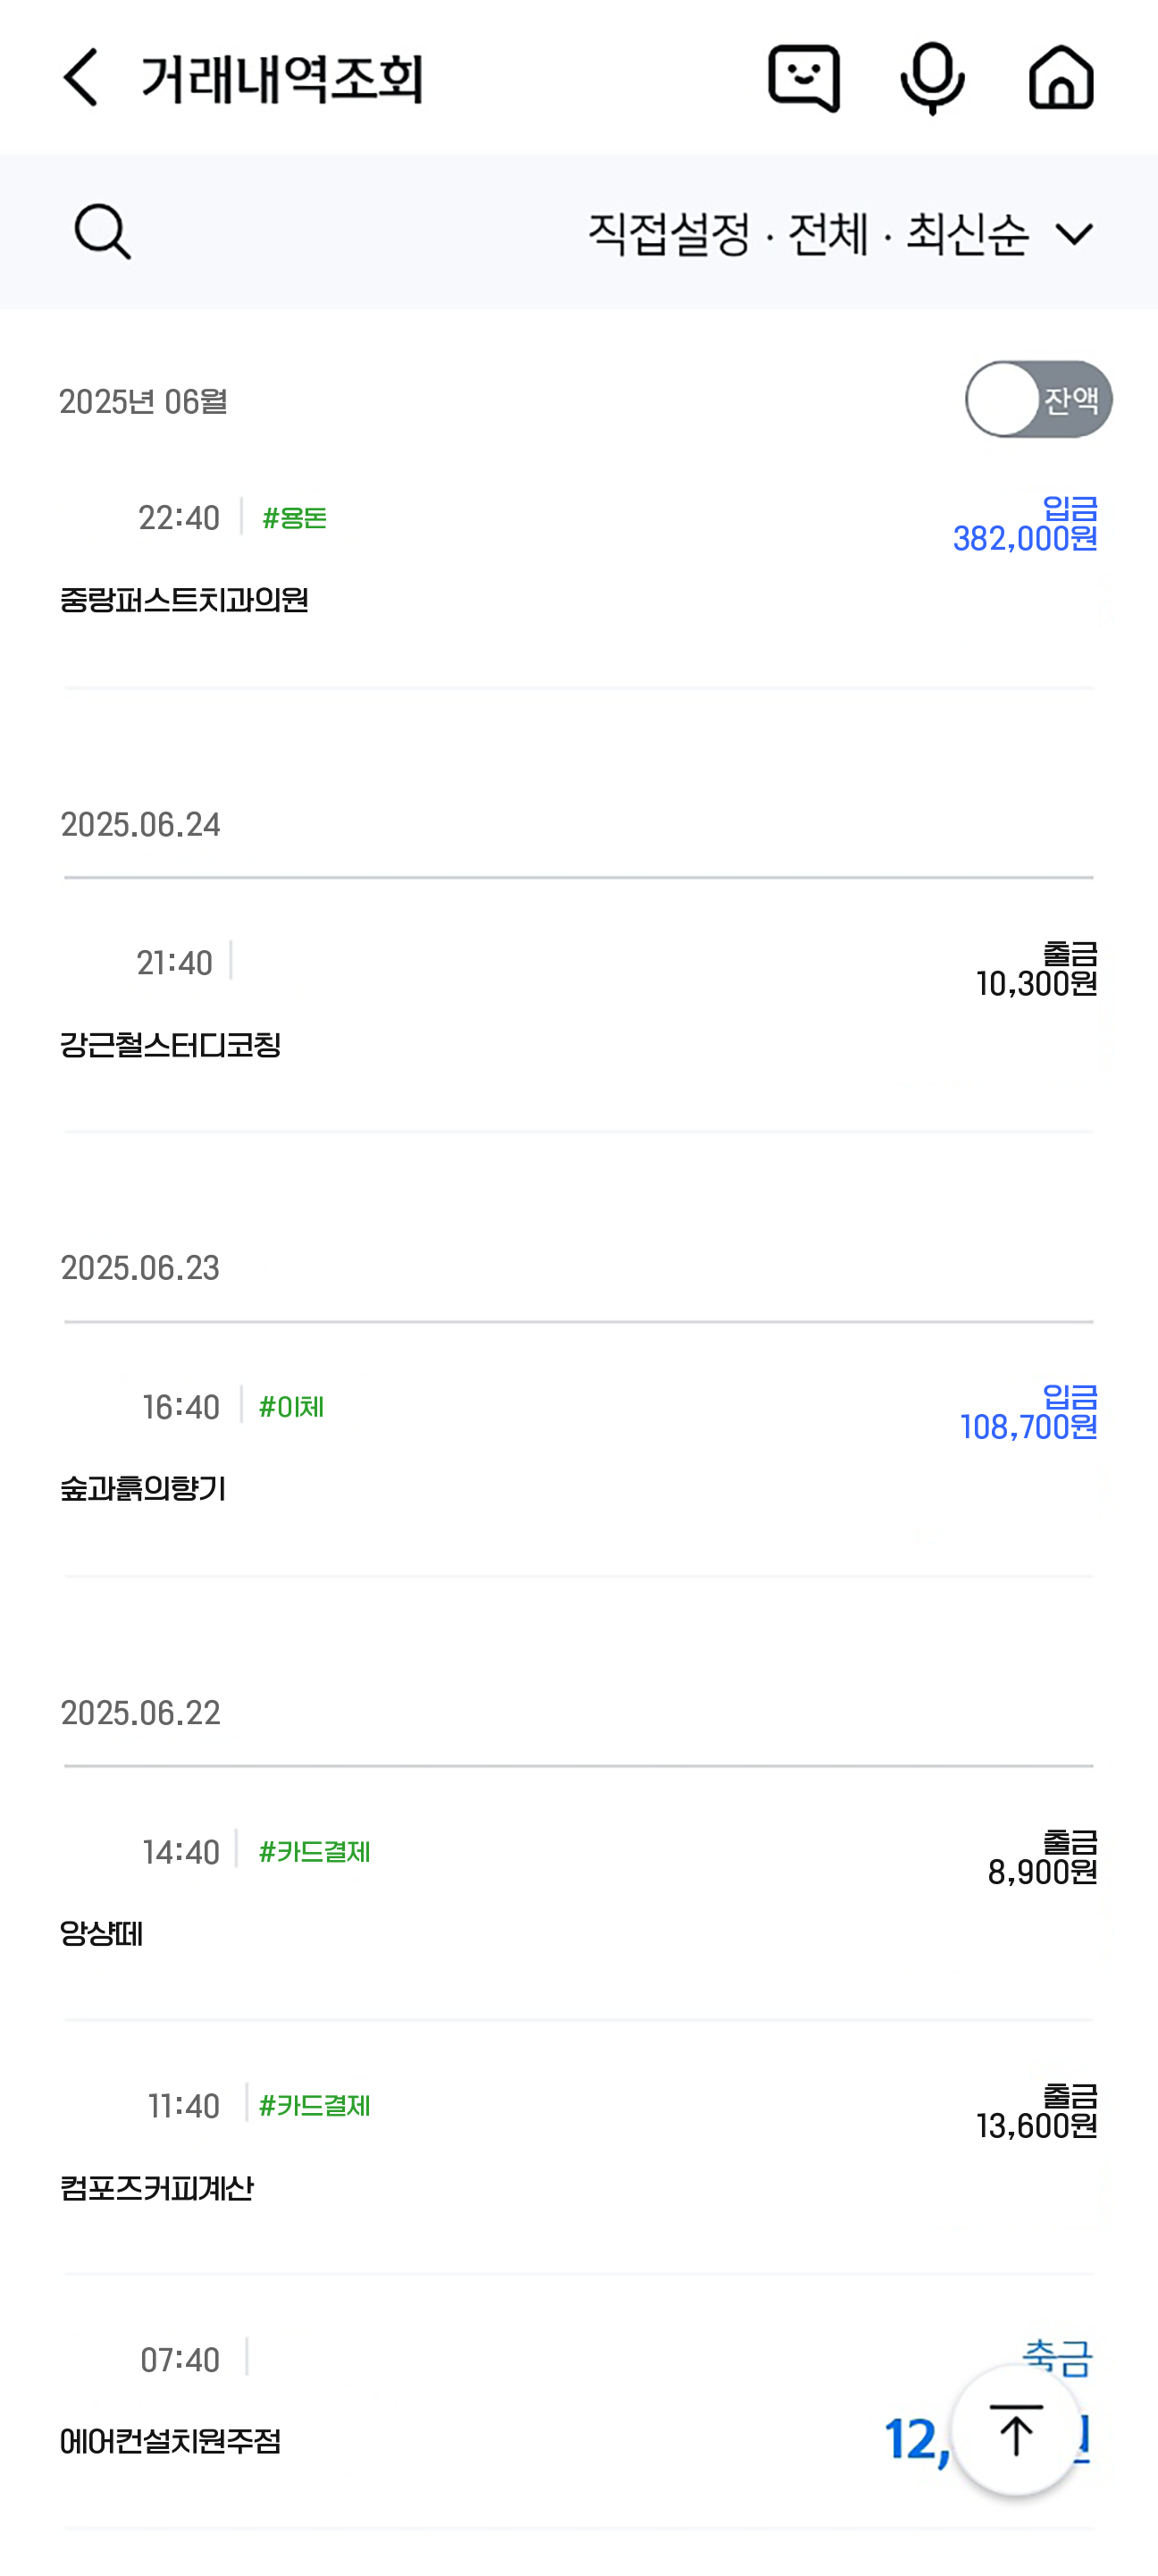 거래내역조회
직접설정 · 전체 · 최신순
2025년 06월
잔액
22:40 #용돈
입금
382,000원
중랑퍼스트치과의원
2025.06.24
21:40
출금
10,300원
강근철스터디코칭
2025.06.23
16:40 #이체
입금
108,700원
숲과흙의향기
2025.06.22
14:40 #카드결제
출금
8,900원
앙샹떼
11:40 #카드결제
출금
13,600원
컴포즈커피계산
07:40
에어컨설치원주점
12,